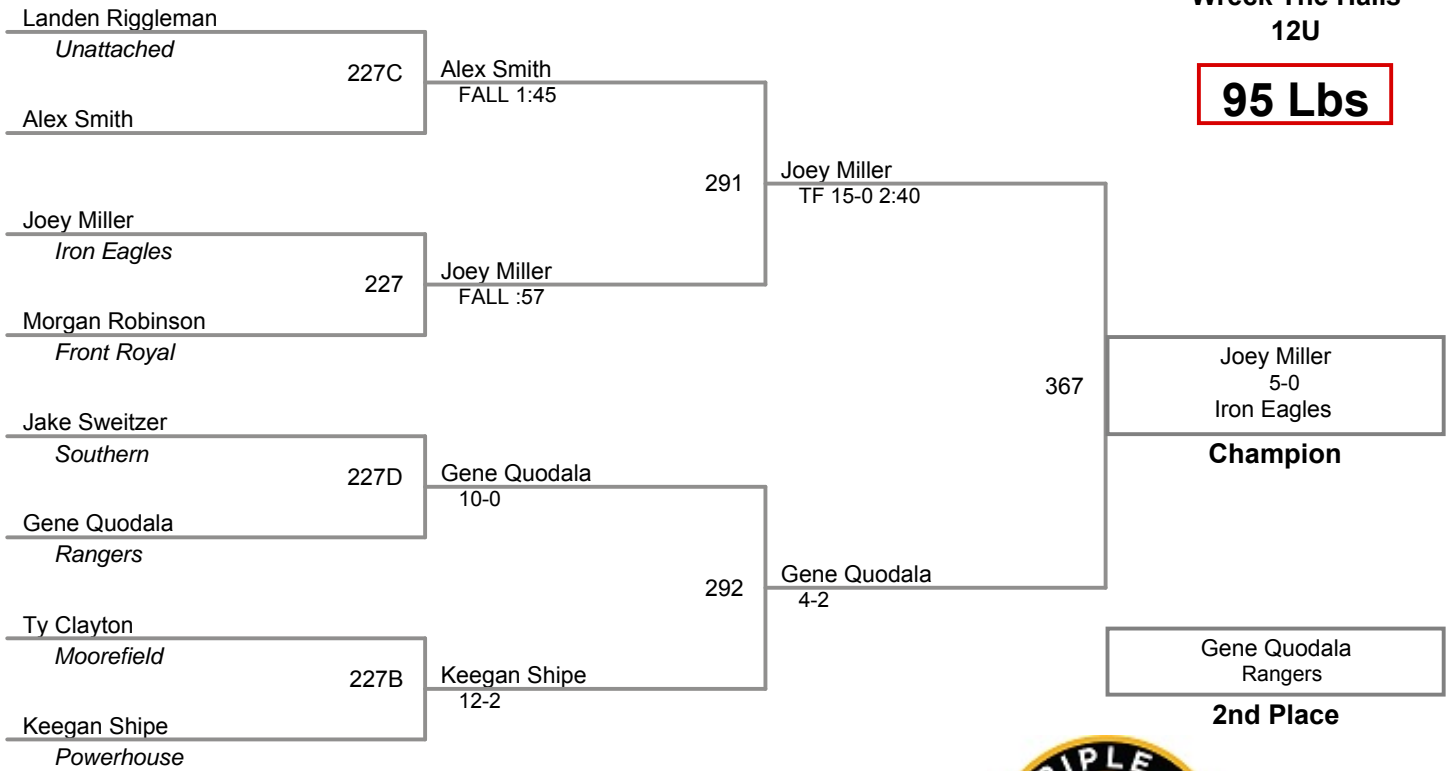 Wreck The Halls
12U
95 Lbs
Landen Riggleman
Unattached
227C
Alex Smith
FALL 1:45
Alex Smith
291
Joey Miller
TF 15-0 2:40
Joey Miller
Iron Eagles
227
Joey Miller
FALL :57
Morgan Robinson
Front Royal
367
Joey Miller
5-0
Iron Eagles
Champion
Jake Sweitzer
Southern
227D
Gene Quodala
10-0
Gene Quodala
Rangers
292
Gene Quodala
4-2
Ty Clayton
Moorefield
227B
Keegan Shipe
12-2
Keegan Shipe
Powerhouse
Gene Quodala
Rangers
2nd Place